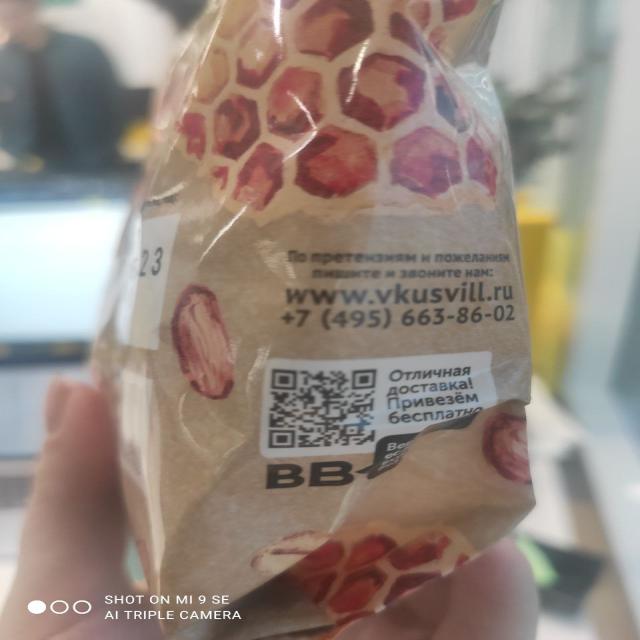 23
По претензиям и пожеланиям
пишите и звоните нам:
www.vkusvill.ru
+7 (495) 663-86-02
Отличная
доставка!
Привезём
бесплатно
ВВ
SHOT ON MI 9 SE
AI TRIPLE CAMERA